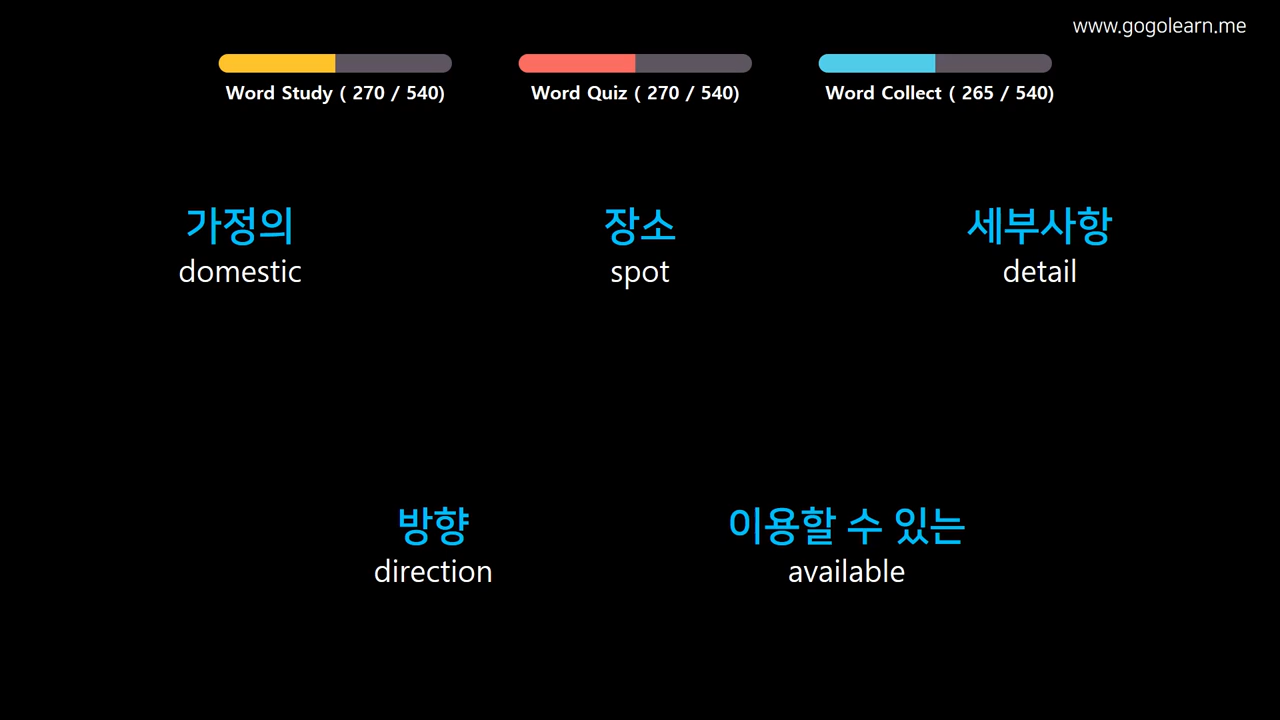 www.gogolearn.me
Word Study ( 270 / 540)
Word Quiz ( 270 / 540)
Word Collect ( 265 / 540)
가정의
domestic
장소
spot
세부사항
detail
방향
direction
이용할 수 있는
available